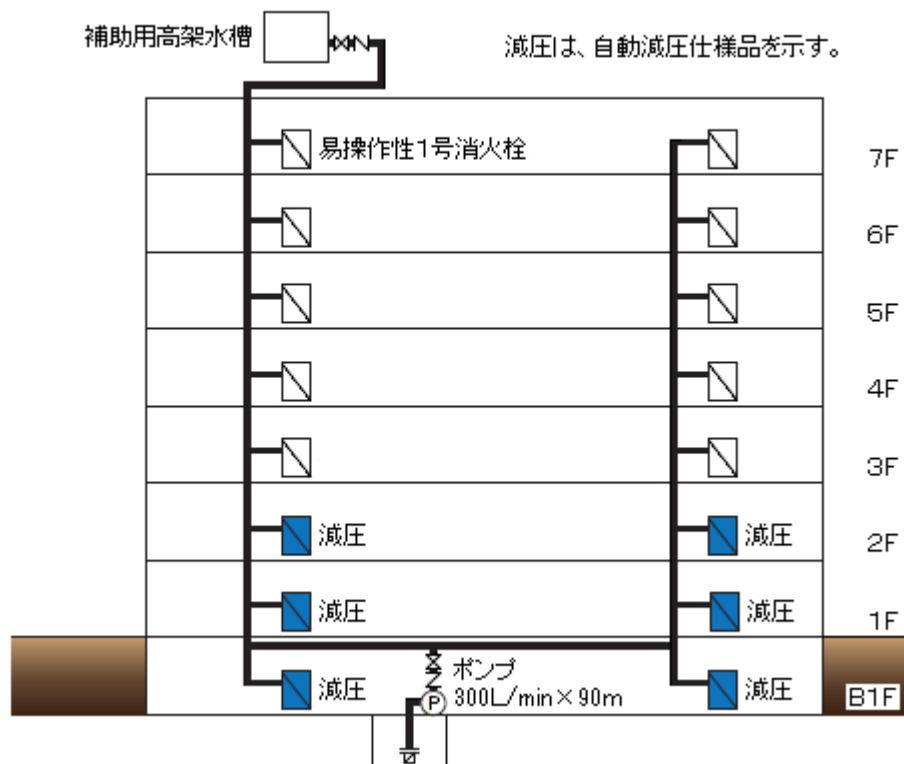 補助用高架水槽
減圧は、自動減圧仕様品を示す。
易操作性1号消火栓
7F
6F
5F
4F
3F
減圧
減圧
2F
減圧
減圧
1F
減圧
ポンプ
300L/min×90m
P
減圧
B1F